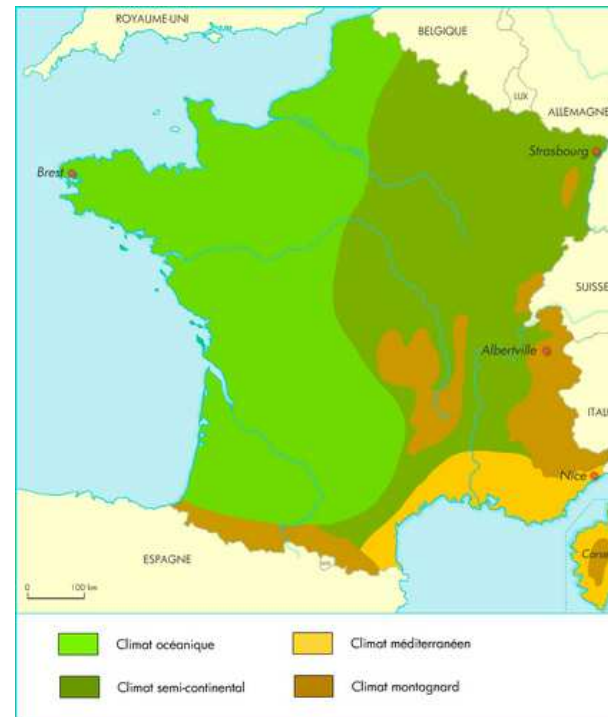 ROYAUME-UNI
BELGIQUE
LUX
ALLEMAGNE
Strasbourg
Brest
SUISSE
Albertville
ITAL
Nice
ESPAGNE
0 100 km
Climat océanique
Climat méditerranéen
Climat semi-continental
Climat montagnard